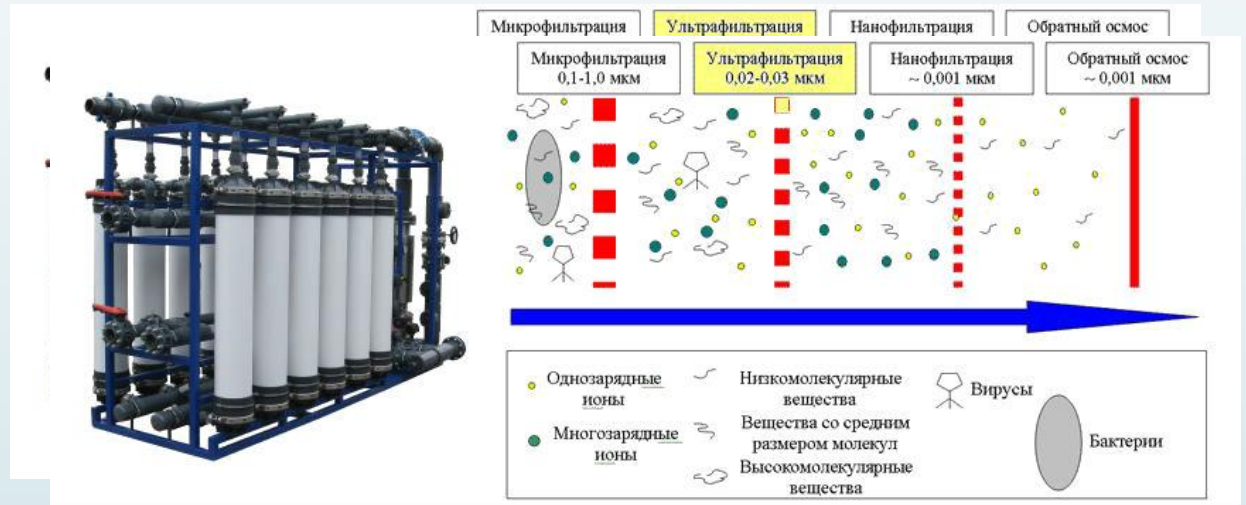 Микрофильтрация
Ультрафильтрация
Нанофильтрация
Обратный осмос
Микрофильтрация
0,1-1,0 мкм
Ультрафильтрация
0,02-0,03 мкм
Нанофильтрация
~ 0,001 мкм
Обратный осмос
~ 0,001 мкм
Однозарядные
ионы
Многозарядные
ионы
Низкомолекулярные
вещества
Вещества со средним
размером молекул
Высокомолекулярные
вещества
Вирусы
Бактерии